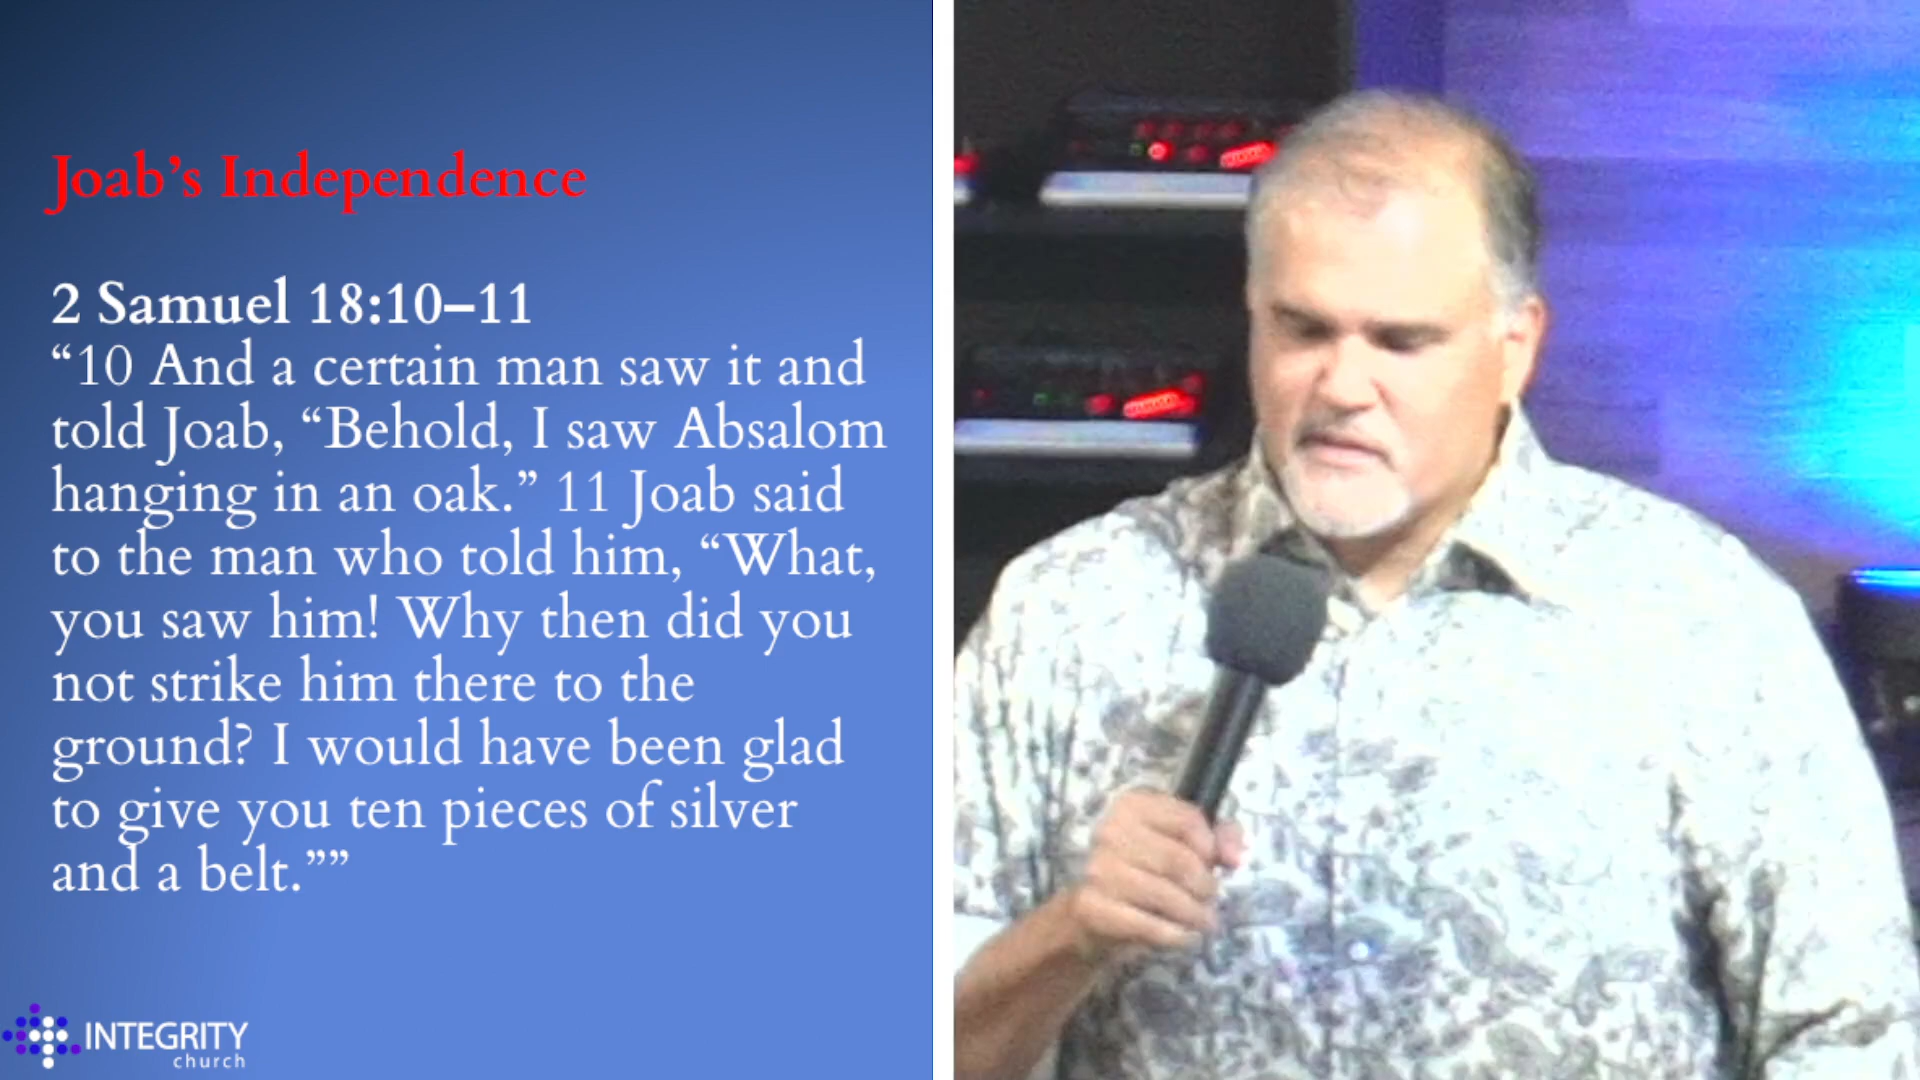 Joab’s Independence
2 Samuel 18:10–11
“10 And a certain man saw it and
told Joab, “Behold, I saw Absalom
hanging in an oak.” 11 Joab said
to the man who told him, “What,
you saw him! Why then did you
not strike him there to the
ground? I would have been glad
to give you ten pieces of silver
and a belt.””
INTEGRITY
church